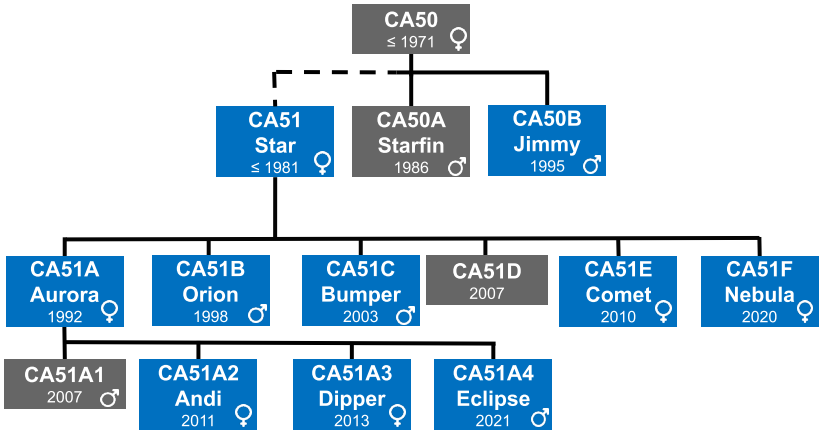 CA50
≤ 1971 ♀
CA51
Star
≤ 1981 ♀
CA50A
Starfin
1986 ♂
CA50B
Jimmy
1995 ♂
CA51A
Aurora
1992 ♀
CA51B
Orion
1998 ♂
CA51C
Bumper
2003 ♂
CA51D
2007
CA51E
Comet
2010 ♀
CA51F
Nebula
2020 ♀
CA51A1
2007 ♂
CA51A2
Andi
2011 ♀
CA51A3
Dipper
2013 ♀
CA51A4
Eclipse
2021 ♂